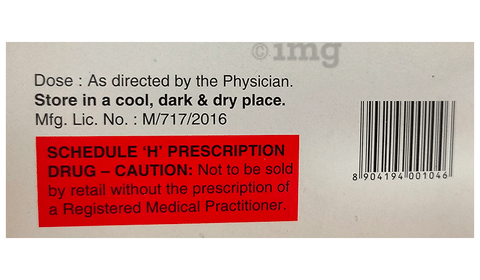 ©img
Dose : As directed by the Physician.
Store in a cool, dark & dry place.
Mfg. Lic. No. : M/717/2016
SCHEDULE ‘H’ PRESCRIPTION
DRUG – CAUTION: Not to be sold
by retail without the prescription of
a Registered Medical Practitioner.
8 904194 001046